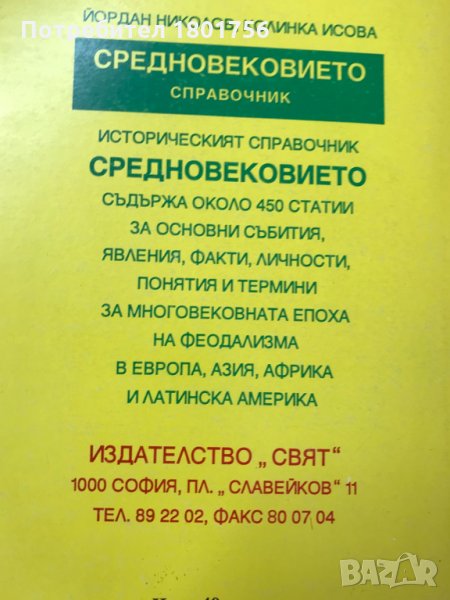 Потребител 1801756
ЙОРДАН НИКОЛОВ, ИСОВА
СРЕДНОВЕКОВИЕТО
СПРАВОЧНИК
ИСТОРИЧЕСКИЯТ СПРАВОЧНИК
СРЕДНОВЕКОВИЕТО
СЪДЪРЖА ОКОЛО 450 СТАТИИ
ЗА ОСНОВНИ СЪБИТИЯ,
ЯВЛЕНИЯ, ФАКТИ, ЛИЧНОСТИ,
ПОНЯТИЯ И ТЕРМИНИ
ЗА МНОГОВЕКОВНАТА ЕПОХА
НА ФЕОДАЛИЗМА
В ЕВРОПА, АЗИЯ, АФРИКА
И ЛАТИНСКА АМЕРИКА
ИЗДАТЕЛСТВО „СВЯТ“
1000 СОФИЯ, ПЛ. „СЛАВЕЙКОВ“ 11
ТЕЛ. 89 22 02, ФАКС 80 07 04
BAZAR